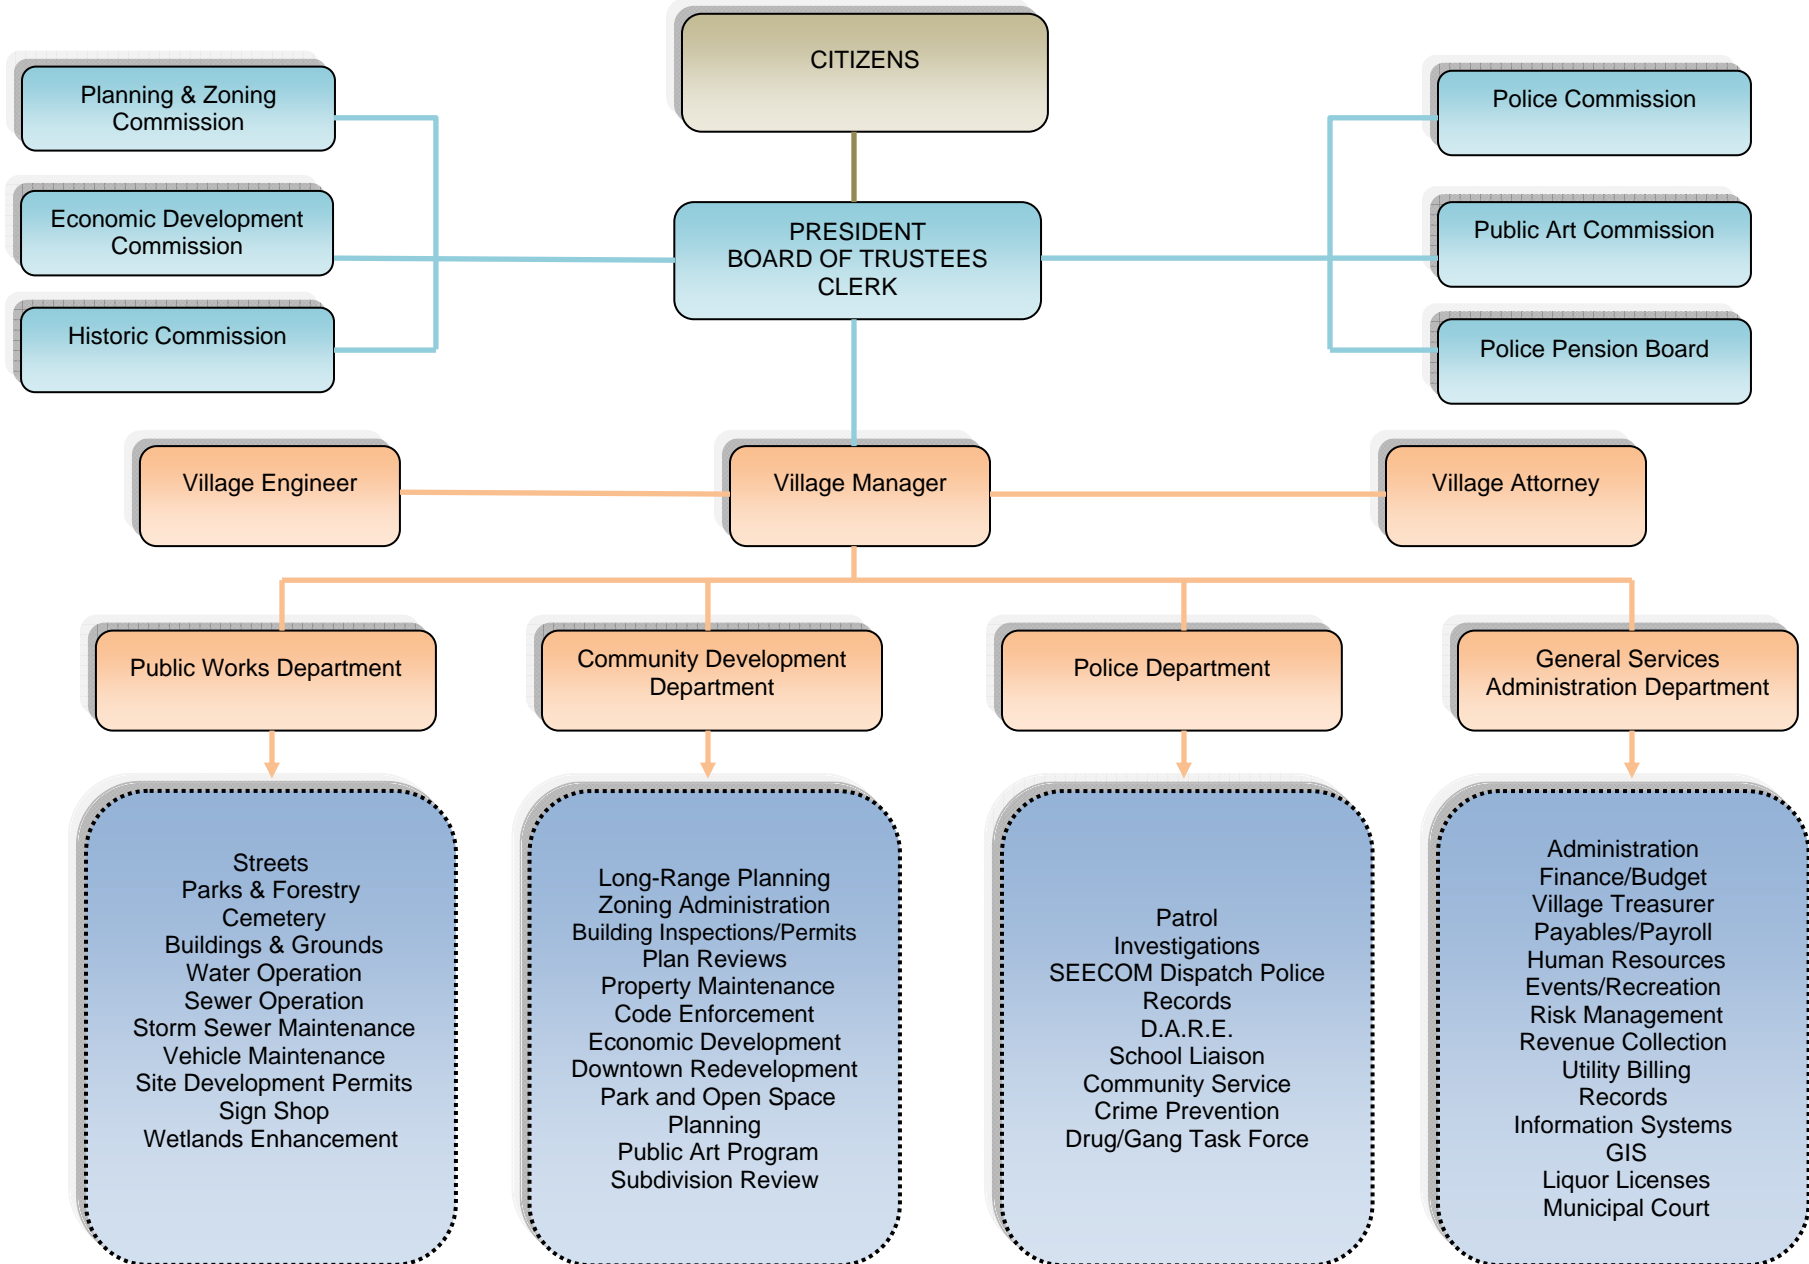 CITIZENS
Planning & Zoning
Commission
Economic Development
Commission
Historic Commission
PRESIDENT
BOARD OF TRUSTEES
CLERK
Police Commission
Public Art Commission
Police Pension Board
Village Engineer
Village Manager
Village Attorney
Public Works Department
Community Development
Department
Police Department
General Services
Administration Department
Streets
Parks & Forestry
Cemetery
Buildings & Grounds
Water Operation
Sewer Operation
Storm Sewer Maintenance
Vehicle Maintenance
Site Development Permits
Sign Shop
Wetlands Enhancement
Long-Range Planning
Zoning Administration
Building Inspections/Permits
Plan Reviews
Property Maintenance
Code Enforcement
Economic Development
Downtown Redevelopment
Park and Open Space
Planning
Public Art Program
Subdivision Review
Patrol
Investigations
SEECOM Dispatch Police
Records
D.A.R.E.
School Liaison
Community Service
Crime Prevention
Drug/Gang Task Force
Administration
Finance/Budget
Village Treasurer
Payables/Payroll
Human Resources
Events/Recreation
Risk Management
Revenue Collection
Utility Billing
Records
Information Systems
GIS
Liquor Licenses
Municipal Court